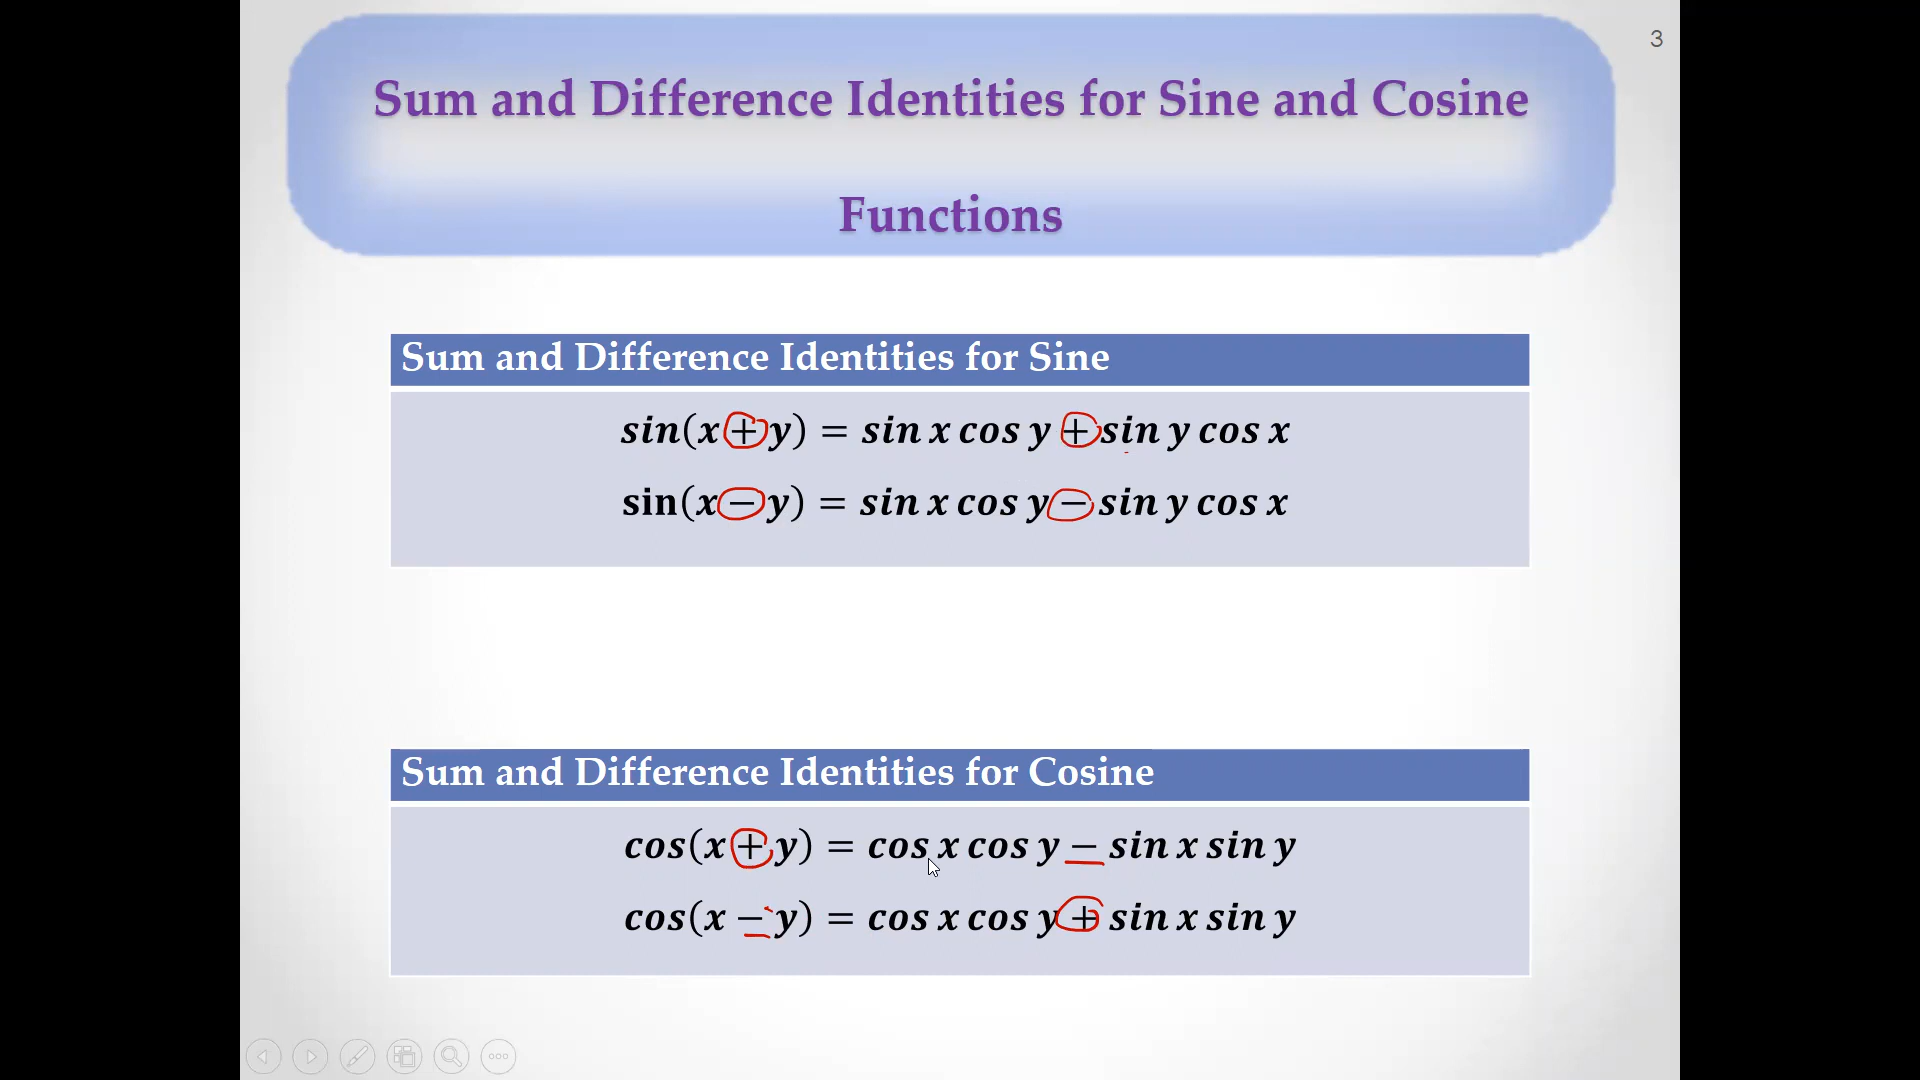 3
Sum and Difference Identities for Sine and Cosine
Functions
Sum and Difference Identities for Sine
sin(x + y) = sin x cos y + sin y cos x
sin(x − y) = sin x cos y − sin y cos x
Sum and Difference Identities for Cosine
cos(x + y) = cos x cos y − sin x sin y
cos(x − y) = cos x cos y + sin x sin y